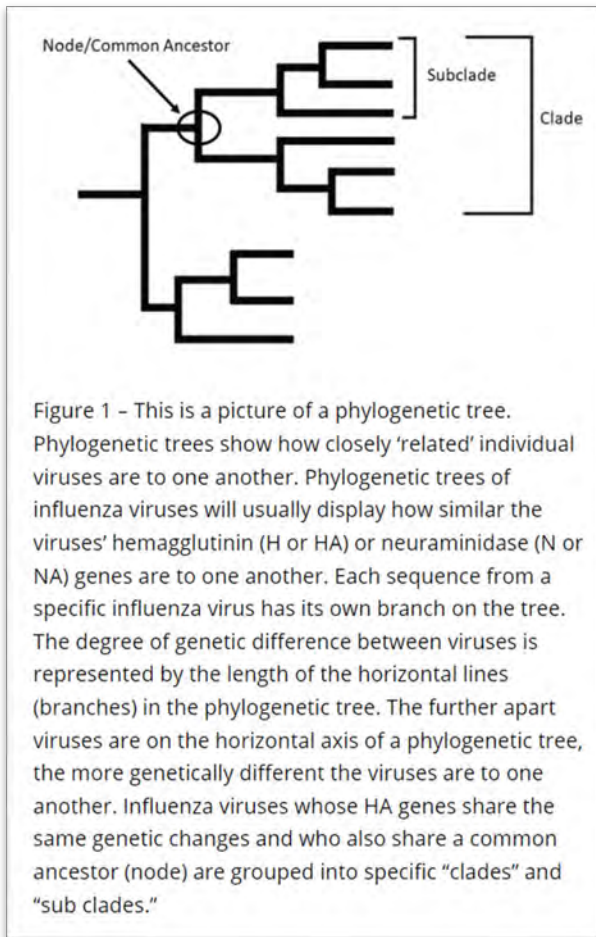 Node/Common Ancestor
Subclade
Clade
Figure 1 – This is a picture of a phylogenetic tree.
Phylogenetic trees show how closely ‘related’ individual
viruses are to one another. Phylogenetic trees of
influenza viruses will usually display how similar the
viruses’ hemagglutinin (H or HA) or neuraminidase (N or
NA) genes are to one another. Each sequence from a
specific influenza virus has its own branch on the tree.
The degree of genetic difference between viruses is
represented by the length of the horizontal lines
(branches) in the phylogenetic tree. The further apart
viruses are on the horizontal axis of a phylogenetic tree,
the more genetically different the viruses are to one
another. Influenza viruses whose HA genes share the
same genetic changes and who also share a common
ancestor (node) are grouped into specific “clades” and
“sub clades.”